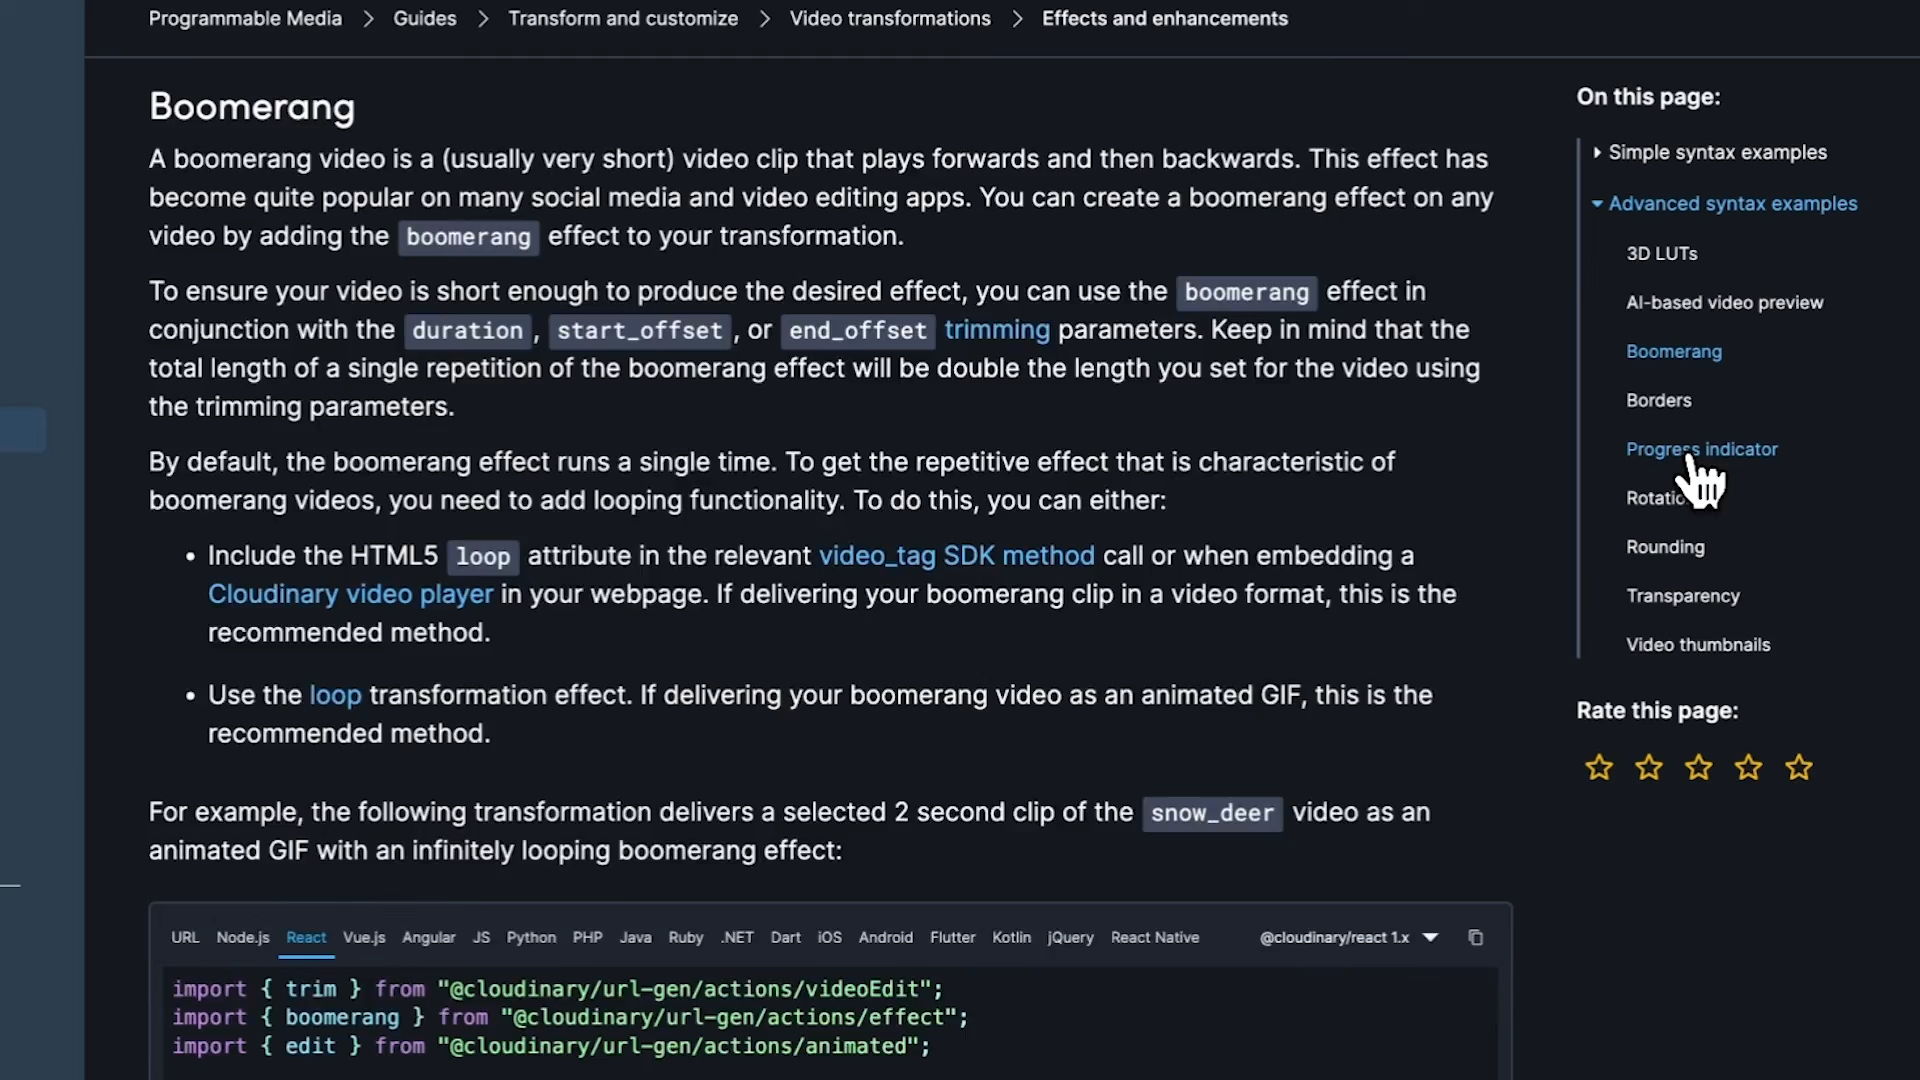 Programmable Media > Guides > Transform and customize > Video transformations > Effects and enhancements
Boomerang
A boomerang video is a (usually very short) video clip that plays forwards and then backwards. This effect has
become quite popular on many social media and video editing apps. You can create a boomerang effect on any
video by adding the boomerang effect to your transformation.
To ensure your video is short enough to produce the desired effect, you can use the boomerang effect in
conjunction with the duration, start_offset, or end_offset trimming parameters. Keep in mind that the
total length of a single repetition of the boomerang effect will be double the length you set for the video using
the trimming parameters.
By default, the boomerang effect runs a single time. To get the repetitive effect that is characteristic of
boomerang videos, you need to add looping functionality. To do this, you can either:
• Include the HTML5 loop attribute in the relevant video_tag SDK method call or when embedding a
Cloudinary video player in your webpage. If delivering your boomerang clip in a video format, this is the
recommended method.
• Use the loop transformation effect. If delivering your boomerang video as an animated GIF, this is the
recommended method.
For example, the following transformation delivers a selected 2 second clip of the snow_deer video as an
animated GIF with an infinitely looping boomerang effect:
URL Node.js React Vue.js Angular JS Python PHP Java Ruby .NET Dart iOS Android Flutter Kotlin jQuery React Native @cloudinary/react 1.x
import { trim } from "@cloudinary/url-gen/actions/videoEdit";
import { boomerang } from "@cloudinary/url-gen/actions/effect";
import { edit } from "@cloudinary/url-gen/actions/animated";
On this page:
Simple syntax examples
Advanced syntax examples
3D LUTs
AI-based video preview
Boomerang
Borders
Progress indicator
Rotatio
Rounding
Transparency
Video thumbnails
Rate this page: